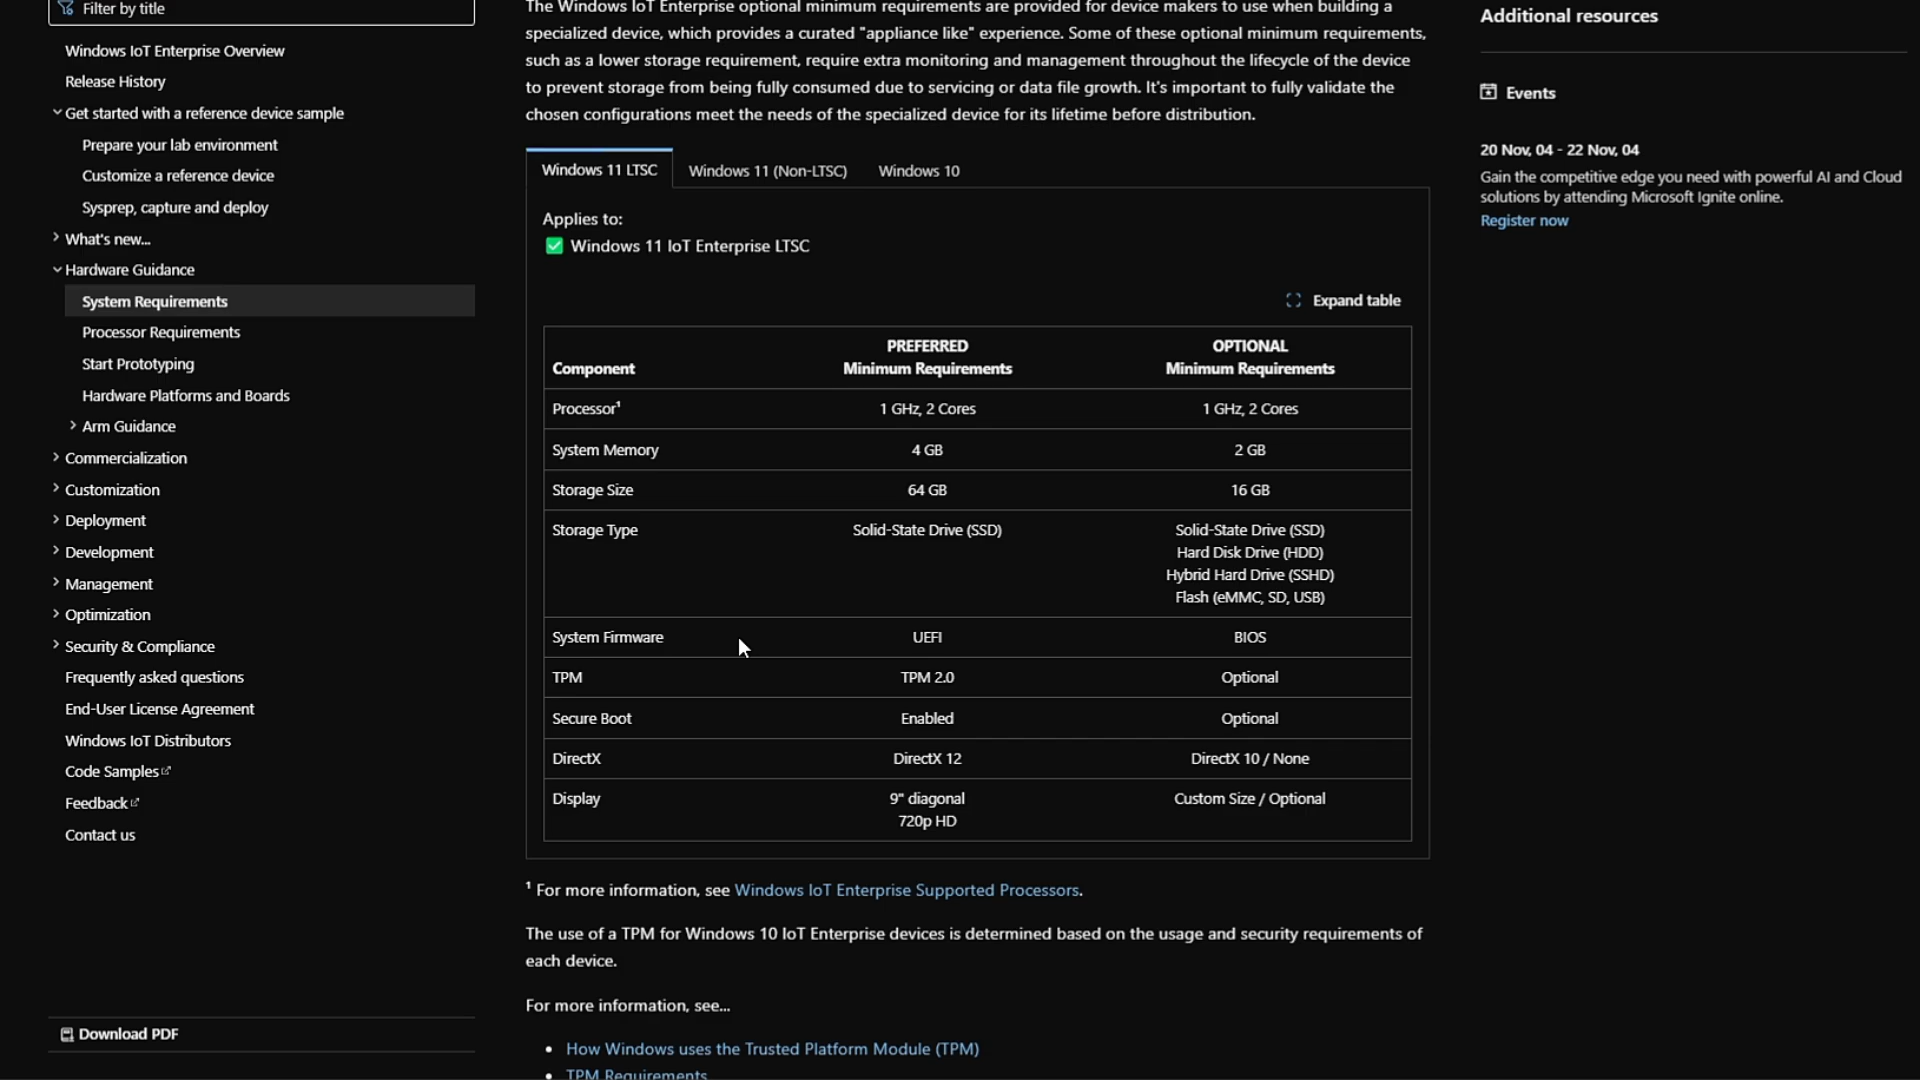 Filter by title
Windows IoT Enterprise Overview
Release History
Get started with a reference device sample
Prepare your lab environment
Customize a reference device
Sysprep, capture and deploy
What's new...
Hardware Guidance
System Requirements
Processor Requirements
Start Prototyping
Hardware Platforms and Boards
Arm Guidance
Commercialization
Customization
Deployment
Development
Management
Optimization
Security & Compliance
Frequently asked questions
End-User License Agreement
Windows IoT Distributors
Code Samples
Feedback
Contact us
Download PDF
The Windows IoT Enterprise optional minimum requirements are provided for device makers to use when building a
specialized device, which provides a curated "appliance like" experience. Some of these optional minimum requirements,
such as a lower storage requirement, require extra monitoring and management throughout the lifecycle of the device
to prevent storage from being fully consumed due to servicing or data file growth. It's important to fully validate the
chosen configurations meet the needs of the specialized device for its lifetime before distribution.
Windows 11 LTSC Windows 11 (Non-LTSC) Windows 10
Applies to:
✅ Windows 11 IoT Enterprise LTSC
Expand table
PREFERRED OPTIONAL
Component Minimum Requirements Minimum Requirements
Processor¹ 1 GHz, 2 Cores 1 GHz, 2 Cores
System Memory 4 GB 2 GB
Storage Size 64 GB 16 GB
Storage Type Solid-State Drive (SSD) Solid-State Drive (SSD)
Hard Disk Drive (HDD)
Hybrid Hard Drive (SSHD)
Flash (eMMC, SD, USB)
System Firmware UEFI BIOS
TPM TPM 2.0 Optional
Secure Boot Enabled Optional
DirectX DirectX 12 DirectX 10 / None
Display 9" diagonal Custom Size / Optional
720p HD
¹ For more information, see Windows IoT Enterprise Supported Processors.
The use of a TPM for Windows 10 IoT Enterprise devices is determined based on the usage and security requirements of
each device.
For more information, see...
• How Windows uses the Trusted Platform Module (TPM)
• TPM Requirements
Additional resources
Events
20 Nov, 04 - 22 Nov, 04
Gain the competitive edge you need with powerful AI and Cloud
solutions by attending Microsoft Ignite online.
Register now